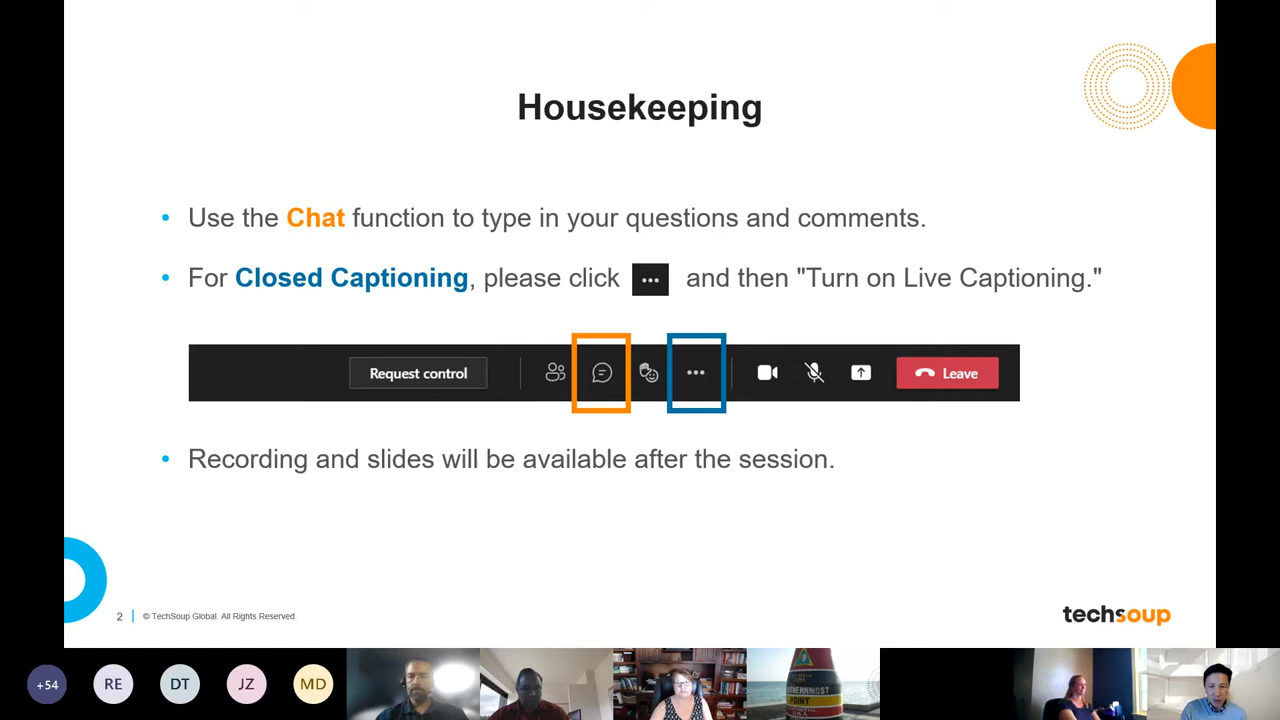 Housekeeping
• Use the Chat function to type in your questions and comments.
• For Closed Captioning, please click ... and then "Turn on Live Captioning."
Request control
Leave
• Recording and slides will be available after the session.
2 © TechSoup Global. All Rights Reserved.
techsoup
+54 RE DT JZ MD
POINT
USA